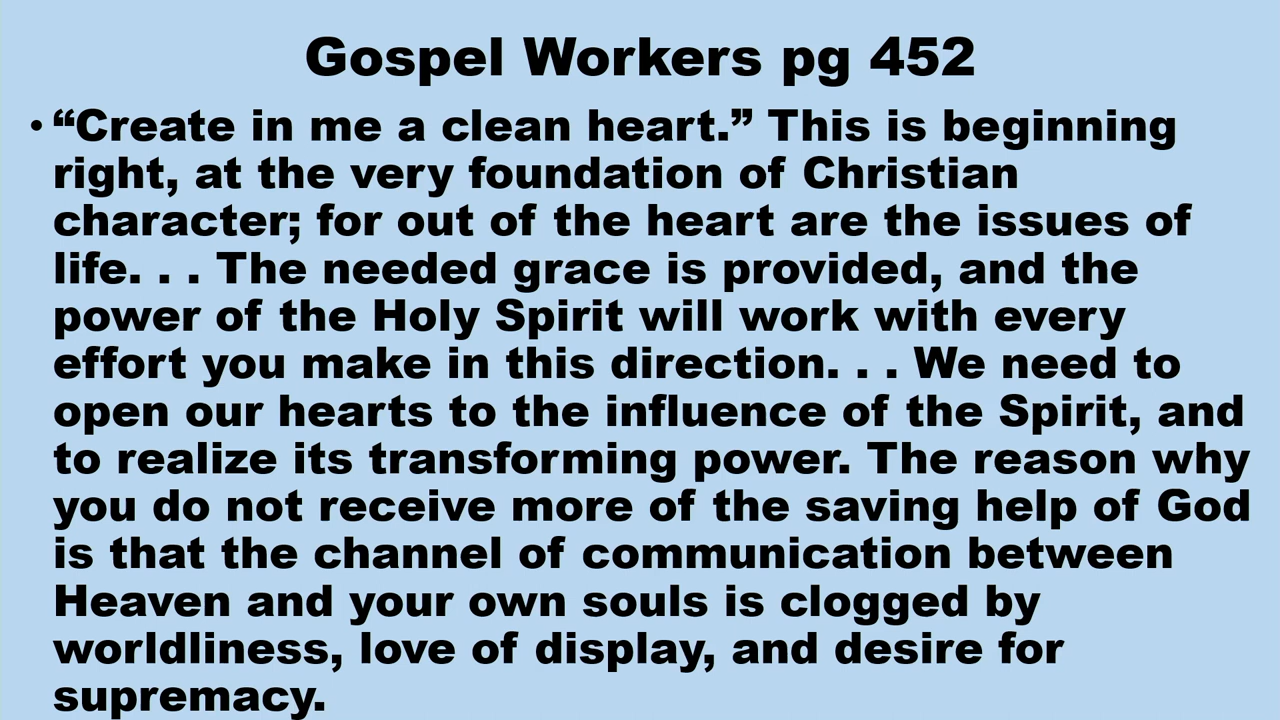 Gospel Workers pg 452
• “Create in me a clean heart.” This is beginning
right, at the very foundation of Christian
character; for out of the heart are the issues of
life. . . The needed grace is provided, and the
power of the Holy Spirit will work with every
effort you make in this direction. . . We need to
open our hearts to the influence of the Spirit, and
to realize its transforming power. The reason why
you do not receive more of the saving help of God
is that the channel of communication between
Heaven and your own souls is clogged by
worldliness, love of display, and desire for
supremacy.